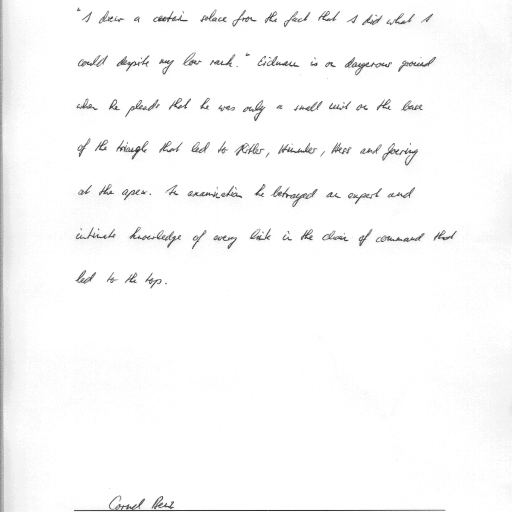 "I drew a certain solace from the fact that I did what I
could despite my low rank." Eichmann is on dangerous ground
when he pleads that he was only a small unit on the base
of the triangle that led to Hitler, Himmler, Hess and Goering
at the apex. In examination he betrayed an expert and
intimate knowledge of every link in the chain of command that
led to the top.
Cornel